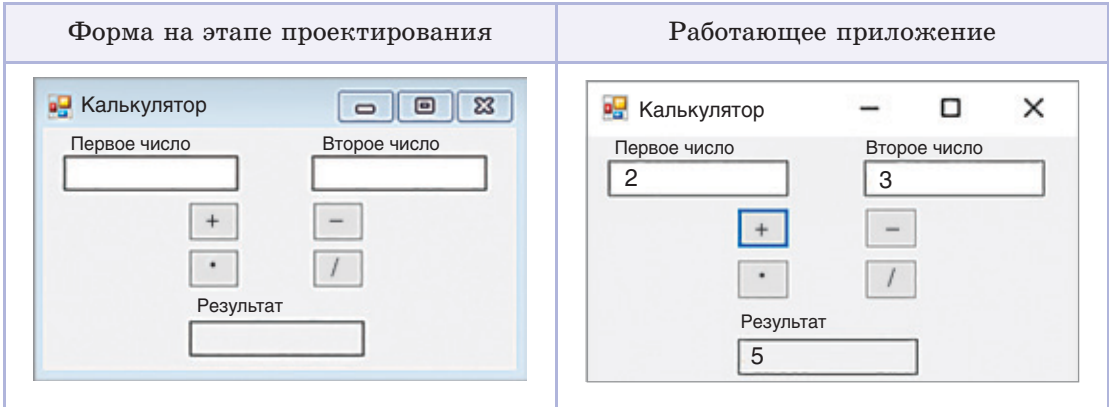 Форма на этапе проектирования
Работающее приложение
Калькулятор
Первое число Второе число
+ −
• /
Результат
Калькулятор
Первое число Второе число
2 3
+ −
• /
Результат
5